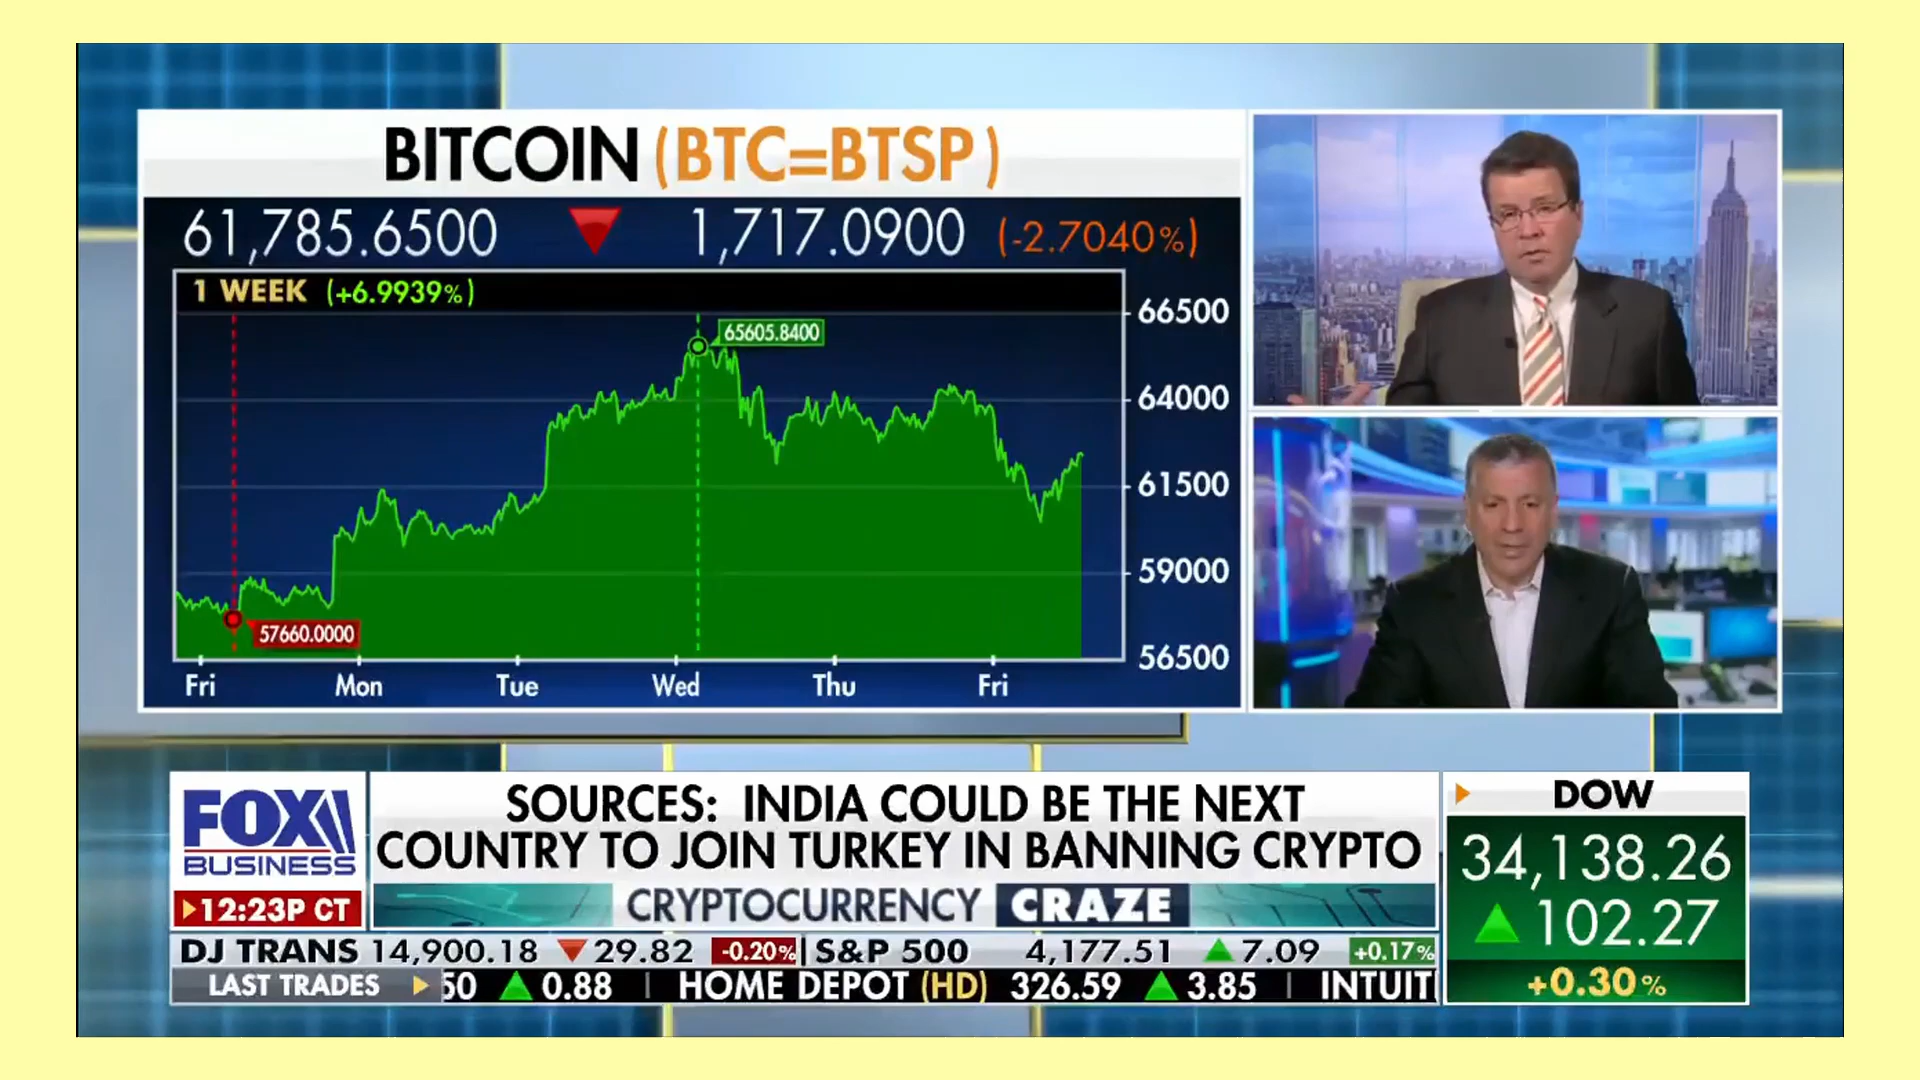 BITCOIN (BTC=BTSP)
61,785.6500 1,717.0900 (-2.7040%)
1 WEEK (+6.9939%)
66500
65605.8400
64000
61500
59000
57660.0000
56500
Fri Mon Tue Wed Thu Fri
FOX BUSINESS
12:23P CT
SOURCES: INDIA COULD BE THE NEXT
COUNTRY TO JOIN TURKEY IN BANNING CRYPTO
CRYPTOCURRENCY CRAZE
DOW
34,138.26
102.27
+0.30%
DJ TRANS 14,900.18 29.82 -0.20% S&P 500 4,177.51 7.09 +0.17%
LAST TRADES 50 0.88 HOME DEPOT (HD) 326.59 3.85 INTUIT